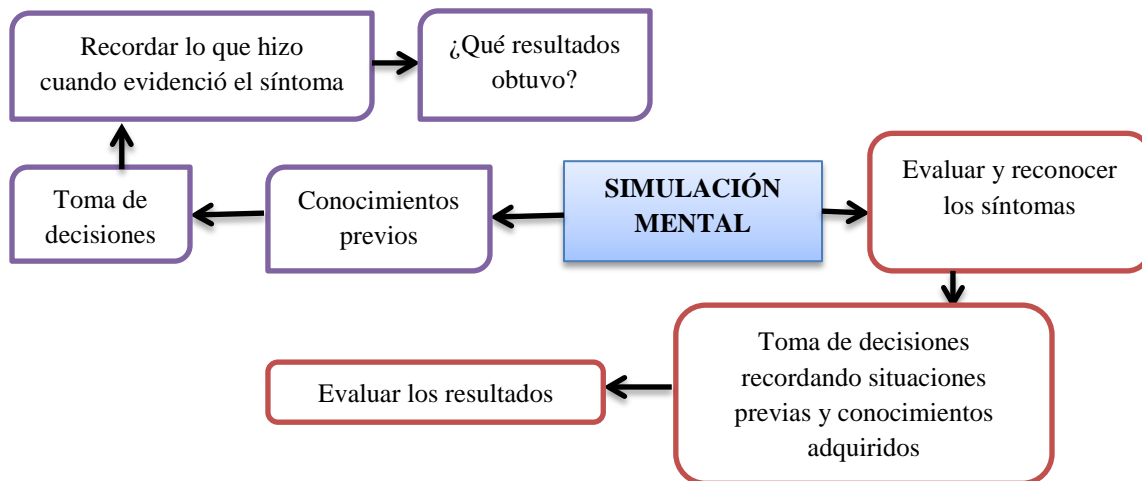 Recordar lo que hizo
cuando evidenció el síntoma
¿Qué resultados
obtuvo?
Toma de
decisiones
Conocimientos
previos
SIMULACIÓN
MENTAL
Evaluar y reconocer
los síntomas
Toma de decisiones
recordando situaciones
previas y conocimientos
adquiridos
Evaluar los resultados